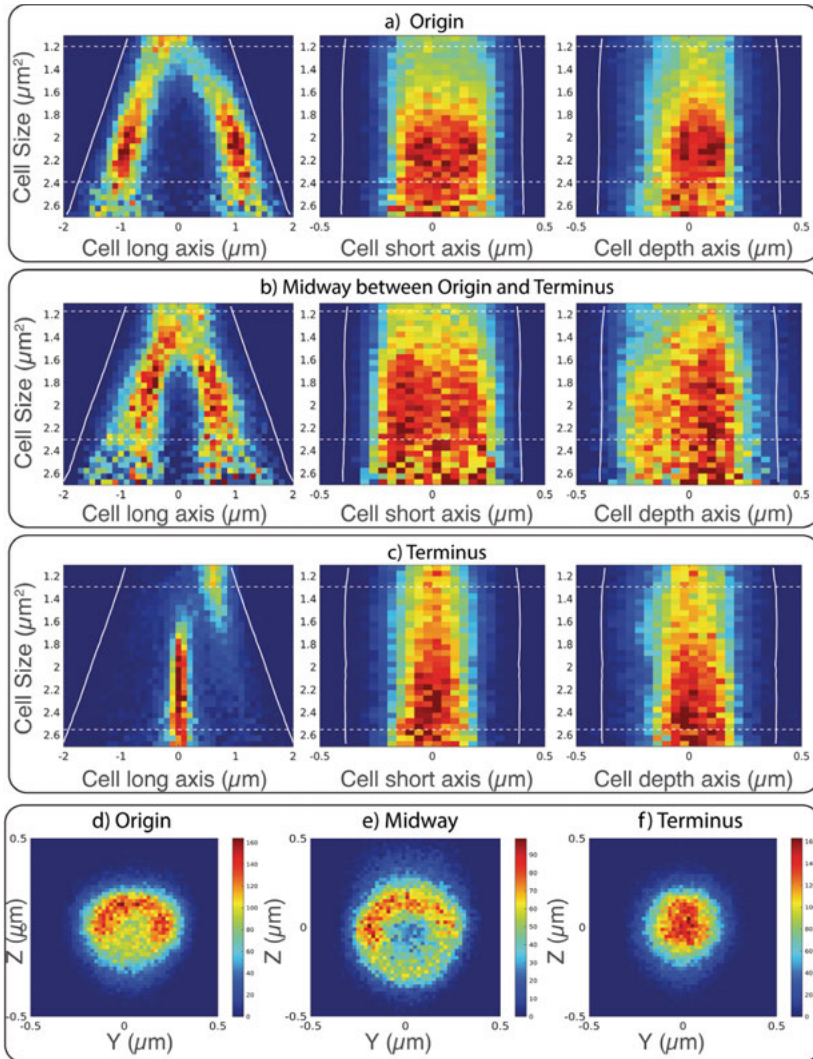 a) Origin
Cell Size (µm²)
1.2
1.4
1.6
1.8
2
2.2
2.4
2.6
-2 -1 0 1 2
Cell long axis (µm)
-0.5 0 0.5
Cell short axis (µm)
-0.5 0 0.5
Cell depth axis (µm)
b) Midway between Origin and Terminus
Cell Size (µm²)
1.2
1.4
1.6
1.8
2
2.2
2.4
2.6
-2 -1 0 1 2
Cell long axis (µm)
-0.5 0 0.5
Cell short axis (µm)
-0.5 0 0.5
Cell depth axis (µm)
c) Terminus
Cell Size (µm²)
1.2
1.4
1.6
1.8
2
2.2
2.4
2.6
-2 -1 0 1 2
Cell long axis (µm)
-0.5 0 0.5
Cell short axis (µm)
-0.5 0 0.5
Cell depth axis (µm)
d) Origin
0.5
Z (µm)
0
-0.5
-0.5 0 0.5
Y (µm)
160
140
120
100
80
60
40
20
0
e) Midway
0.5
Z (µm)
0
-0.5
-0.5 0 0.5
Y (µm)
90
80
70
60
50
40
30
20
10
0
f) Terminus
0.5
Z (µm)
0
-0.5
-0.5 0 0.5
Y (µm)
160
140
120
100
80
60
40
20
0